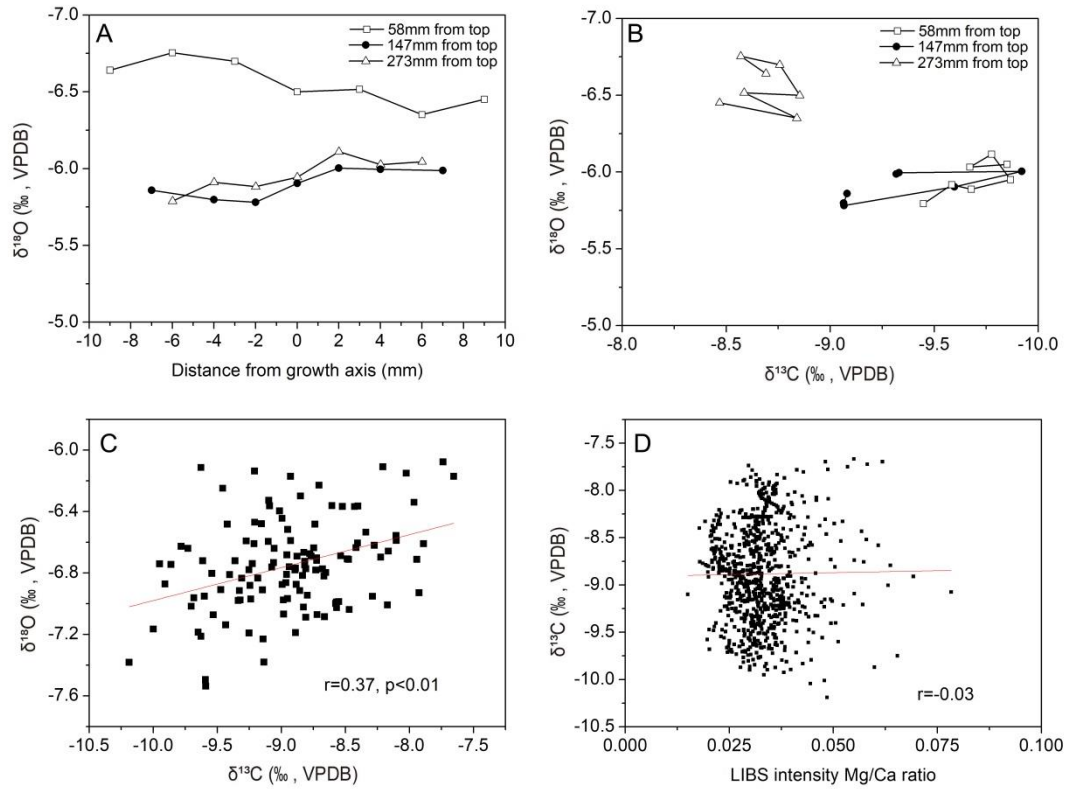 A
58mm from top
147mm from top
273mm from top
-7.0
-6.5
-6.0
-5.5
-5.0
δ¹⁸O (‰ , VPDB)
-10 -8 -6 -4 -2 0 2 4 6 8 10
Distance from growth axis (mm)
B
58mm from top
147mm from top
273mm from top
-7.0
-6.5
-6.0
-5.5
-5.0
δ¹⁸O (‰ , VPDB)
-8.0 -8.5 -9.0 -9.5 -10.0
δ¹³C (‰ , VPDB)
C
-6.0
-6.4
-6.8
-7.2
-7.6
δ¹⁸O (‰ , VPDB)
r=0.37, p<0.01
-10.5 -10.0 -9.5 -9.0 -8.5 -8.0 -7.5
δ¹³C (‰ , VPDB)
D
-7.5
-8.0
-8.5
-9.0
-9.5
-10.0
-10.5
δ¹³C (‰ , VPDB)
r=-0.03
0.000 0.025 0.050 0.075 0.100
LIBS intensity Mg/Ca ratio